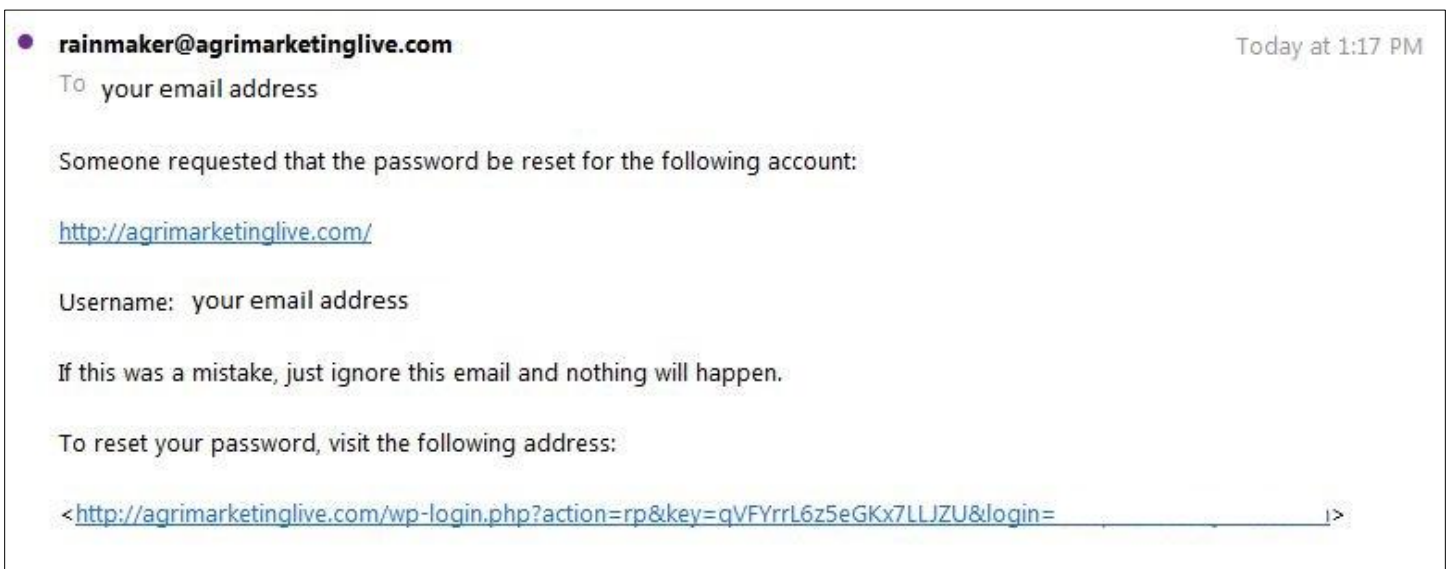 rainmaker@agrimarketinglive.com
Today at 1:17 PM
To your email address
Someone requested that the password be reset for the following account:
http://agrimarketinglive.com/
Username: your email address
If this was a mistake, just ignore this email and nothing will happen.
To reset your password, visit the following address:
<http://agrimarketinglive.com/wp-login.php?action=rp&key=qVFYrrL6z5eGKx7LLJZU&login= >